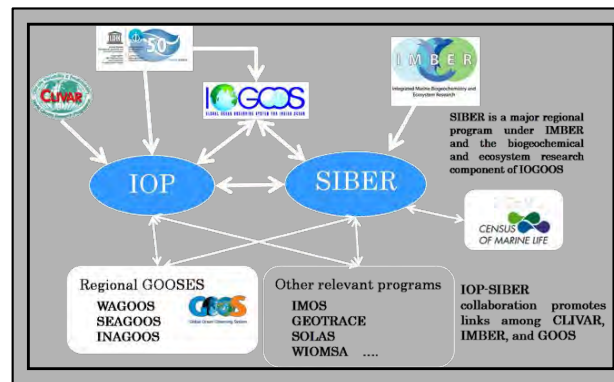 50
CLIVAR
IOGOOS
GLOBAL OCEAN OBSERVING SYSTEM FOR INDIAN OCEAN
IMBER
Integrated Marine Biogeochemistry and
Ecosystem Research
SIBER is a major regional
program under IMBER
and the biogeochemical
and ecosystem research
component of IOGOOS
IOP
SIBER
CENSUS
OF MARINE LIFE
Regional GOOSES
WAGOOS
SEAGOOS
INAGOOS
GOOS
Global Ocean Observing System
Other relevant programs
IMOS
GEOTRACE
SOLAS
WIOMSA ....
IOP-SIBER
collaboration promotes
links among CLIVAR,
IMBER, and GOOS